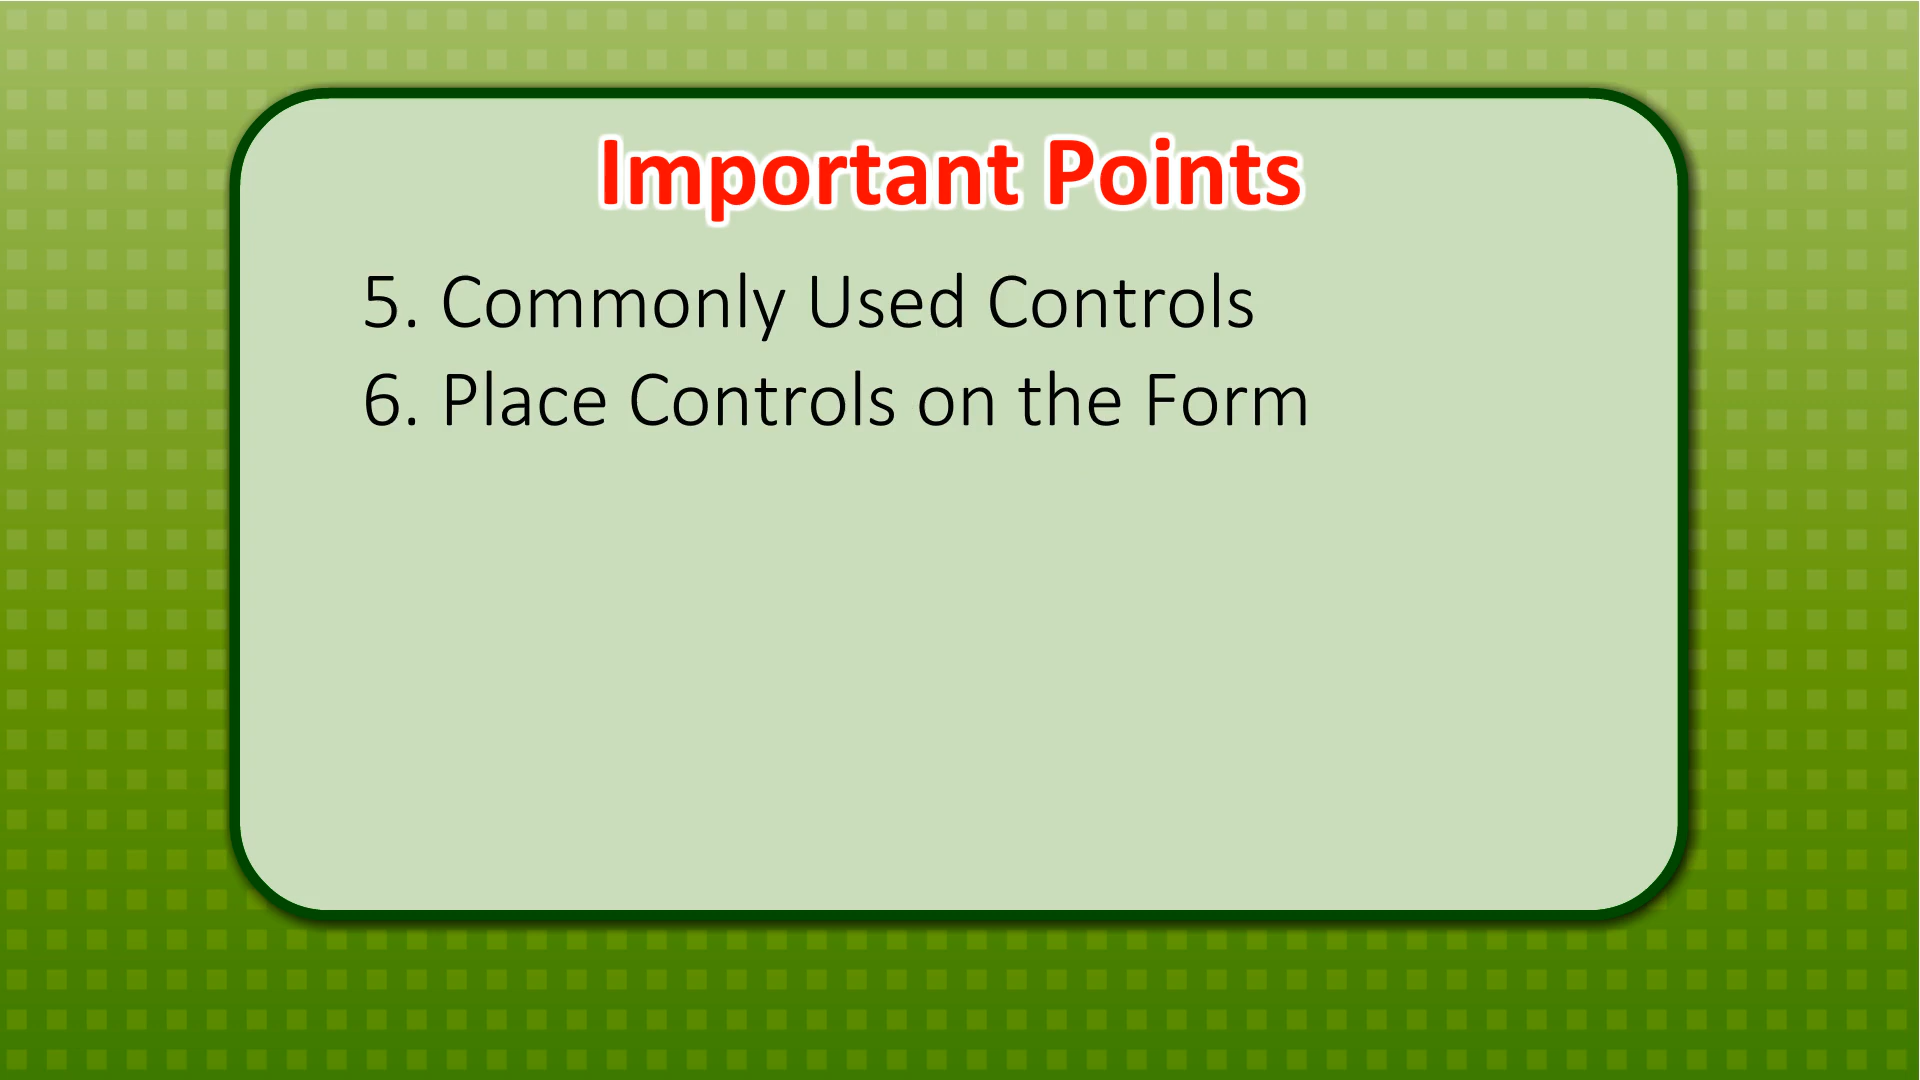 Important Points
5. Commonly Used Controls
6. Place Controls on the Form